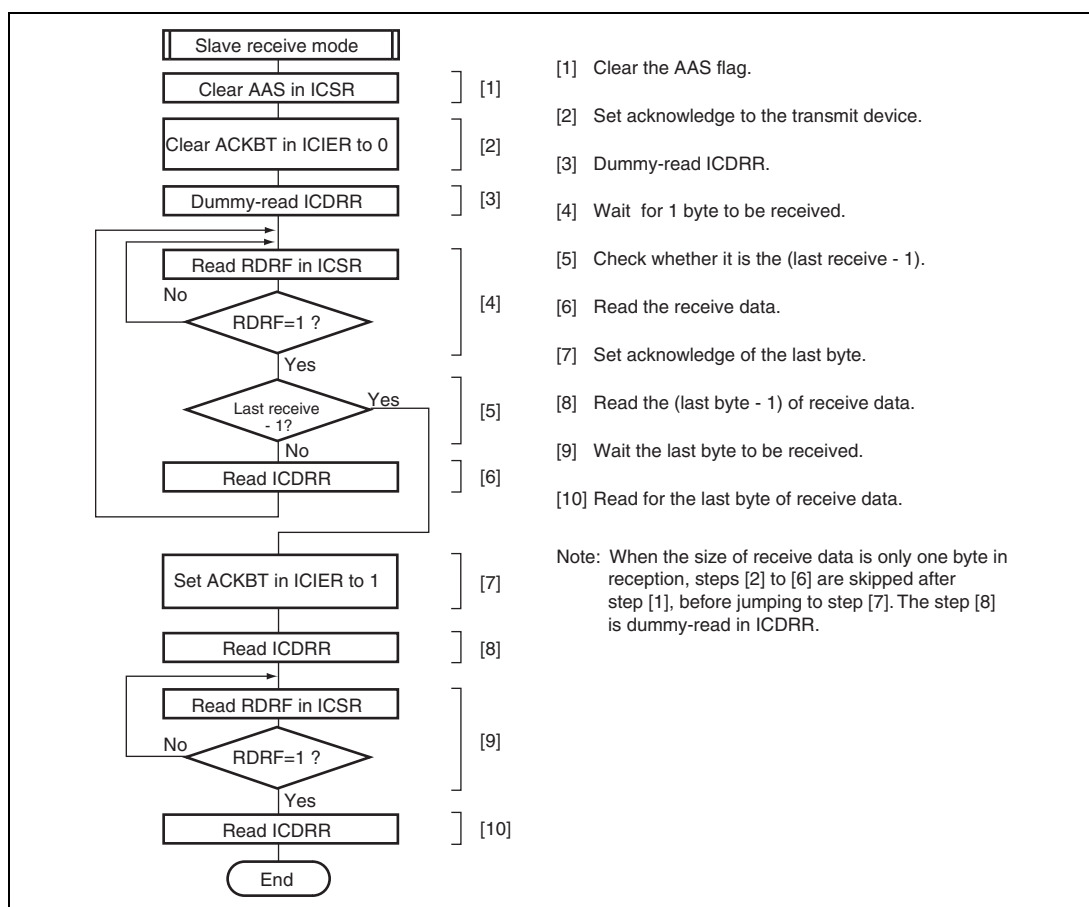 Slave receive mode
Clear AAS in ICSR
[1]
Clear ACKBT in ICIER to 0
[2]
Dummy-read ICDRR
[3]
Read RDRF in ICSR
No
[4]
RDRF=1 ?
Yes
Yes
Last receive
- 1?
[5]
No
Read ICDRR
[6]
Set ACKBT in ICIER to 1
[7]
Read ICDRR
[8]
Read RDRF in ICSR
No
[9]
RDRF=1 ?
Yes
Read ICDRR
[10]
End
[1] Clear the AAS flag.
[2] Set acknowledge to the transmit device.
[3] Dummy-read ICDRR.
[4] Wait for 1 byte to be received.
[5] Check whether it is the (last receive - 1).
[6] Read the receive data.
[7] Set acknowledge of the last byte.
[8] Read the (last byte - 1) of receive data.
[9] Wait the last byte to be received.
[10] Read for the last byte of receive data.
Note: When the size of receive data is only one byte in
reception, steps [2] to [6] are skipped after
step [1], before jumping to step [7]. The step [8]
is dummy-read in ICDRR.